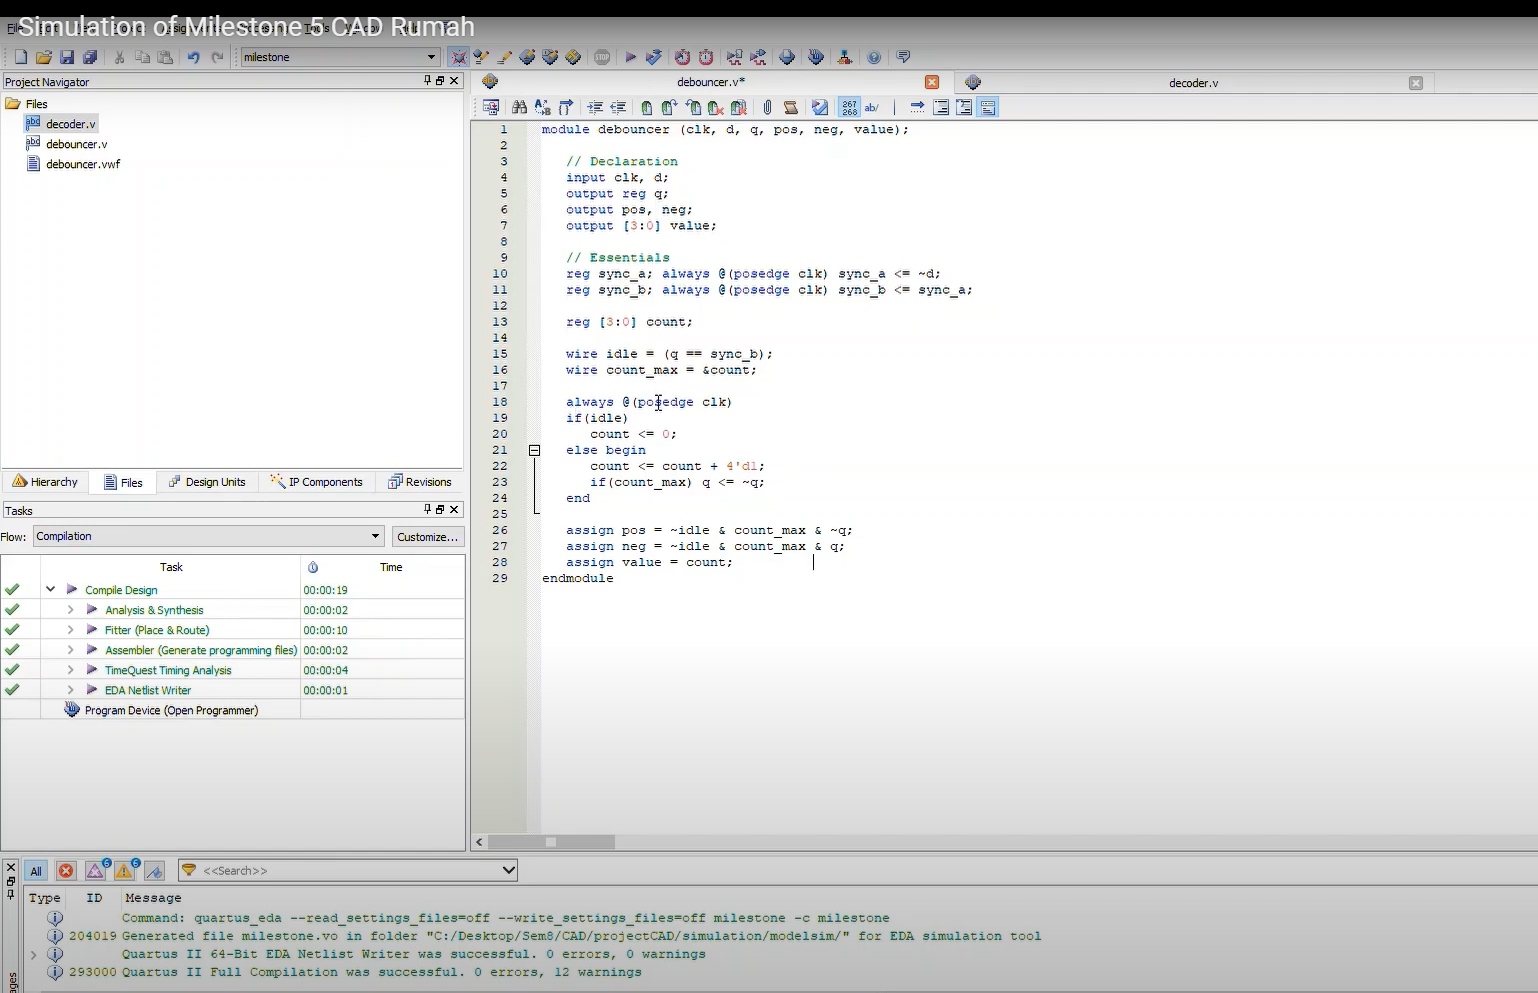 Simulation of Milestone 5 CAD Rumah
milestone
Project Navigator
Files
decoder.v
debouncer.v
debouncer.vwf
Hierarchy
Files
Design Units
IP Components
Revisions
Tasks
Flow:
Compilation
Customize...
Task
Time
Compile Design
00:00:19
Analysis & Synthesis
00:00:02
Fitter (Place & Route)
00:00:10
Assembler (Generate programming files)
00:00:02
TimeQuest Timing Analysis
00:00:04
EDA Netlist Writer
00:00:01
Program Device (Open Programmer)
debouncer.v*
decoder.v
267
268
ab/
1 module debouncer (clk, d, q, pos, neg, value);
2
3 // Declaration
4 input clk, d;
5 output reg q;
6 output pos, neg;
7 output [3:0] value;
8
9 // Essentials
10 reg sync_a; always @(posedge clk) sync_a <= ~d;
11 reg sync_b; always @(posedge clk) sync_b <= sync_a;
12
13 reg [3:0] count;
14
15 wire idle = (q == sync_b);
16 wire count_max = &count;
17
18 always @(posedge clk)
19 if(idle)
20 count <= 0;
21 else begin
22 count <= count + 4'd1;
23 if(count_max) q <= ~q;
24 end
25
26 assign pos = ~idle & count_max & ~q;
27 assign neg = ~idle & count_max & q;
28 assign value = count;
29 endmodule
All
6
6
<<Search>>
Type ID Message
Command: quartus_eda --read_settings_files=off --write_settings_files=off milestone -c milestone
204019 Generated file milestone.vo in folder "C:/Desktop/Sem8/CAD/projectCAD/simulation/modelsim/" for EDA simulation tool
Quartus II 64-Bit EDA Netlist Writer was successful. 0 errors, 0 warnings
293000 Quartus II Full Compilation was successful. 0 errors, 12 warnings